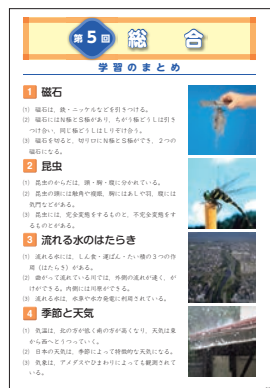 第5回 総合
学習のまとめ
1 磁石
(1) 磁石は，鉄・ニッケルなどを引きつける。
(2) 磁石にはN極とS極があり，ちがう極どうしは引き
つけ合い，同じ極どうしはしりぞけ合う。
(3) 磁石を切ると，切り口にN極とS極ができ，2つの
磁石になる。
2 昆虫
(1) 昆虫のからだは，頭・胸・腹に分かれている。
(2) 昆虫の頭には触角や複眼，胸にはあしや羽，腹には
気門などがある。
(3) 昆虫には，完全変態をするものと，不完全変態をす
るものとがある。
3 流れる水のはたらき
(1) 流れる水には，しん食・運ぱん・たい積の3つの作
用（はたらき）がある。
(2) 曲がって流れている川では，外側の流れが速く，が
けができる。内側には川原ができる。
(3) 流れる水は，水車や水力発電に利用されている。
4 季節と天気
(1) 気温は，北の方が低く南の方が高くなり，天気は東
から西へとうつっていく。
(2) 日本の天気は，季節によって特徴的な天気になる。
(3) 気象は，アメダスやひまわりによっても観測されて
いる。